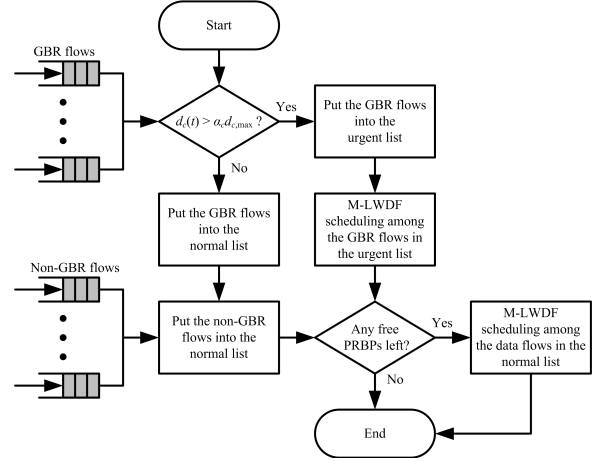 Start
GBR flows
d_c(t) > α_c d_c,max ?
Yes
Put the GBR flows
into the
urgent list
No
Put the GBR flows
into the
normal list
M-LWDF
scheduling among
the GBR flows in
the urgent list
Non-GBR flows
Put the non-GBR
flows into the
normal list
Any free
PRBPs left?
Yes
M-LWDF
scheduling among
the data flows in the
normal list
No
End